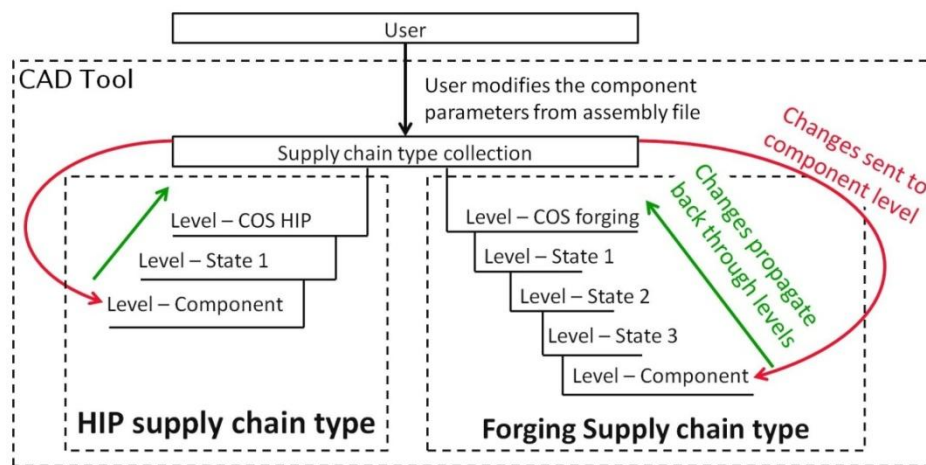 User
CAD Tool
User modifies the component
parameters from assembly file
Supply chain type collection
Changes sent to
component level
Level – COS HIP
Level – State 1
Level – Component
HIP supply chain type
Level – COS forging
Level – State 1
Level – State 2
Level – State 3
Level – Component
Changes propagate
back through levels
Forging Supply chain type